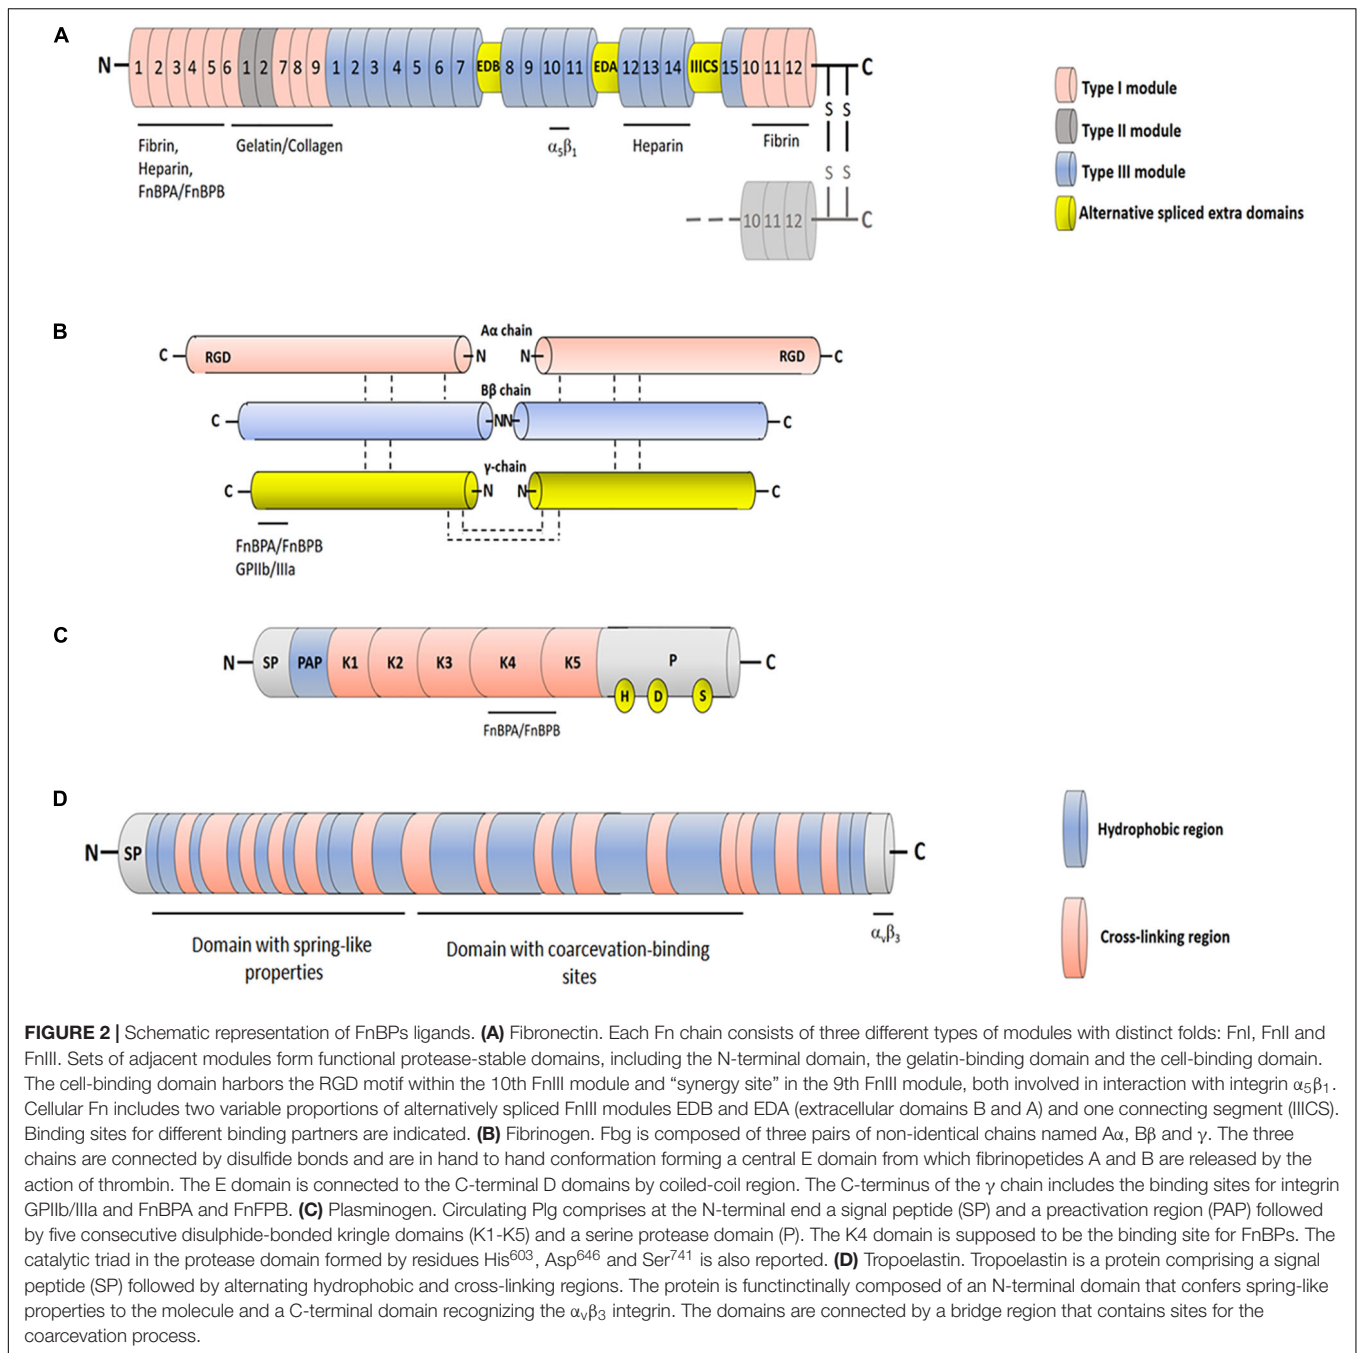 A
N
1 2 3 4 5 6 1 2 7 8 9 1 2 3 4 5 6 7 EDB 8 9 10 11 EDA 12 13 14 IIICS 15 10 11 12
C
S S
Fibrin,
Heparin,
FnBPA/FnBPB
Gelatin/Collagen
α5β1
Heparin
Fibrin
S S
10 11 12
C
Type I module
Type II module
Type III module
Alternative spliced extra domains
B
Aα chain
C RGD N N RGD C
Bβ chain
C N N C
γ-chain
C N N C
FnBPA/FnBPB
GPIIb/IIIa
C
N SP PAP K1 K2 K3 K4 K5 P C
H D S
FnBPA/FnBPB
D
N SP C
Domain with spring-like
properties
Domain with coarcevation-binding
sites
αvβ3
Hydrophobic region
Cross-linking region
FIGURE 2 | Schematic representation of FnBPs ligands. (A) Fibronectin. Each Fn chain consists of three different types of modules with distinct folds: FnI, FnII and
FnIII. Sets of adjacent modules form functional protease-stable domains, including the N-terminal domain, the gelatin-binding domain and the cell-binding domain.
The cell-binding domain harbors the RGD motif within the 10th FnIII module and “synergy site” in the 9th FnIII module, both involved in interaction with integrin α5β1.
Cellular Fn includes two variable proportions of alternatively spliced FnIII modules EDB and EDA (extracellular domains B and A) and one connecting segment (IIICS).
Binding sites for different binding partners are indicated. (B) Fibrinogen. Fbg is composed of three pairs of non-identical chains named Aα, Bβ and γ. The three
chains are connected by disulfide bonds and are in hand to hand conformation forming a central E domain from which fibrinopetides A and B are released by the
action of thrombin. The E domain is connected to the C-terminal D domains by coiled-coil region. The C-terminus of the γ chain includes the binding sites for integrin
GPIIb/IIIa and FnBPA and FnFPB. (C) Plasminogen. Circulating Plg comprises at the N-terminal end a signal peptide (SP) and a preactivation region (PAP) followed
by five consecutive disulphide-bonded kringle domains (K1-K5) and a serine protease domain (P). The K4 domain is supposed to be the binding site for FnBPs. The
catalytic triad in the protease domain formed by residues His603, Asp646 and Ser741 is also reported. (D) Tropoelastin. Tropoelastin is a protein comprising a signal
peptide (SP) followed by alternating hydrophobic and cross-linking regions. The protein is functinctinally composed of an N-terminal domain that confers spring-like
properties to the molecule and a C-terminal domain recognizing the αvβ3 integrin. The domains are connected by a bridge region that contains sites for the
coarcevation process.